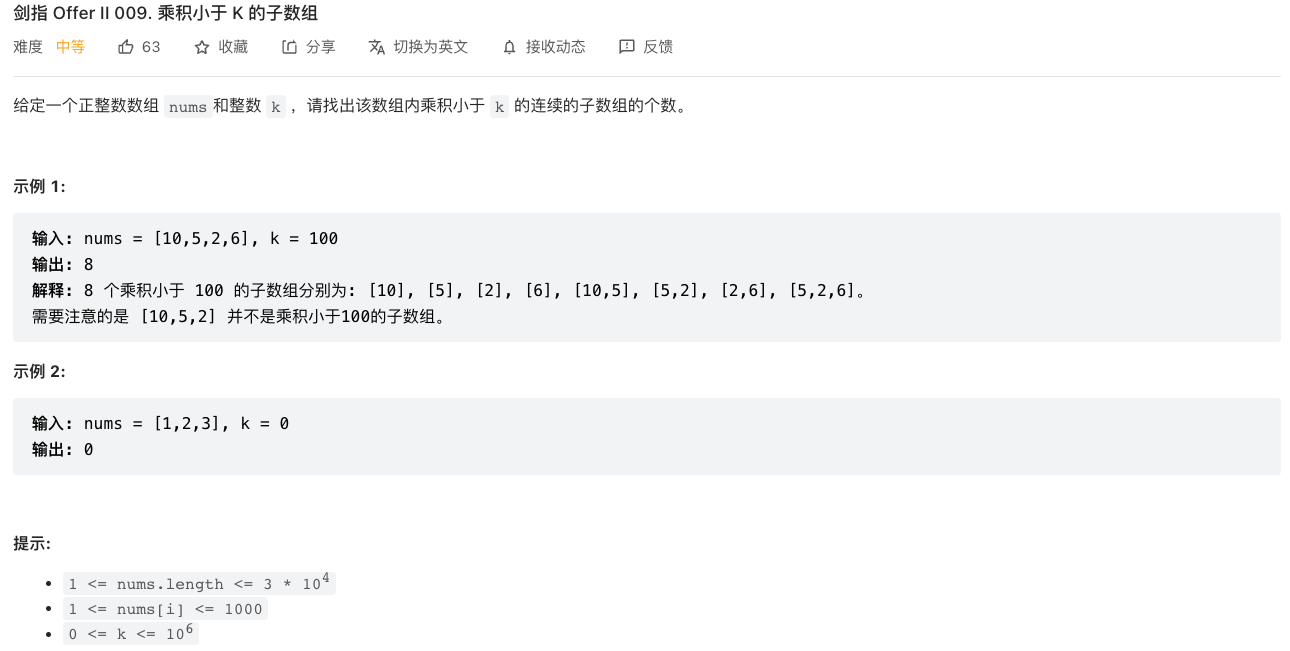 剑指 Offer II 009. 乘积小于 K 的子数组
难度 中等 63 收藏 分享 切换为英文 接收动态 反馈
给定一个正整数数组 nums 和整数 k ，请找出该数组内乘积小于 k 的连续的子数组的个数。
示例 1:
输入: nums = [10,5,2,6], k = 100
输出: 8
解释: 8 个乘积小于 100 的子数组分别为: [10], [5], [2], [6], [10,5], [5,2], [2,6], [5,2,6]。
需要注意的是 [10,5,2] 并不是乘积小于100的子数组。
示例 2:
输入: nums = [1,2,3], k = 0
输出: 0
提示:
• 1 <= nums.length <= 3 * 10⁴
• 1 <= nums[i] <= 1000
• 0 <= k <= 10⁶